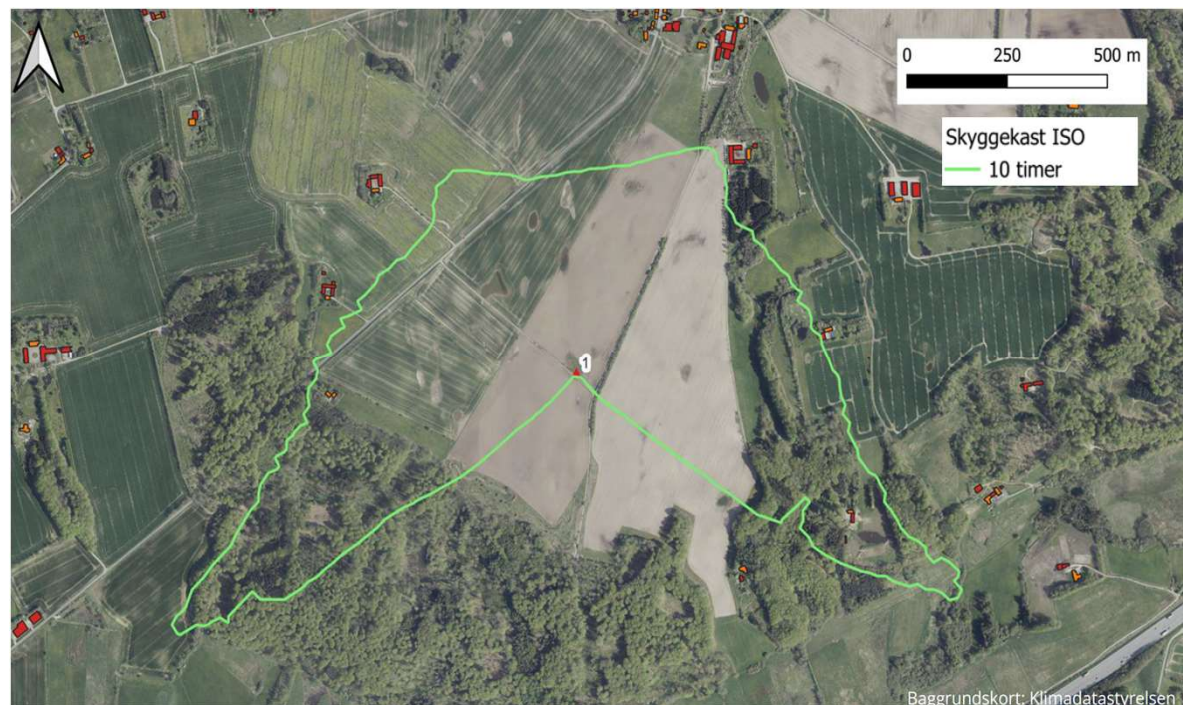 0 250 500 m
Skyggekast ISO
10 timer
1
Baggrundskort: Klimadatastyrelsen